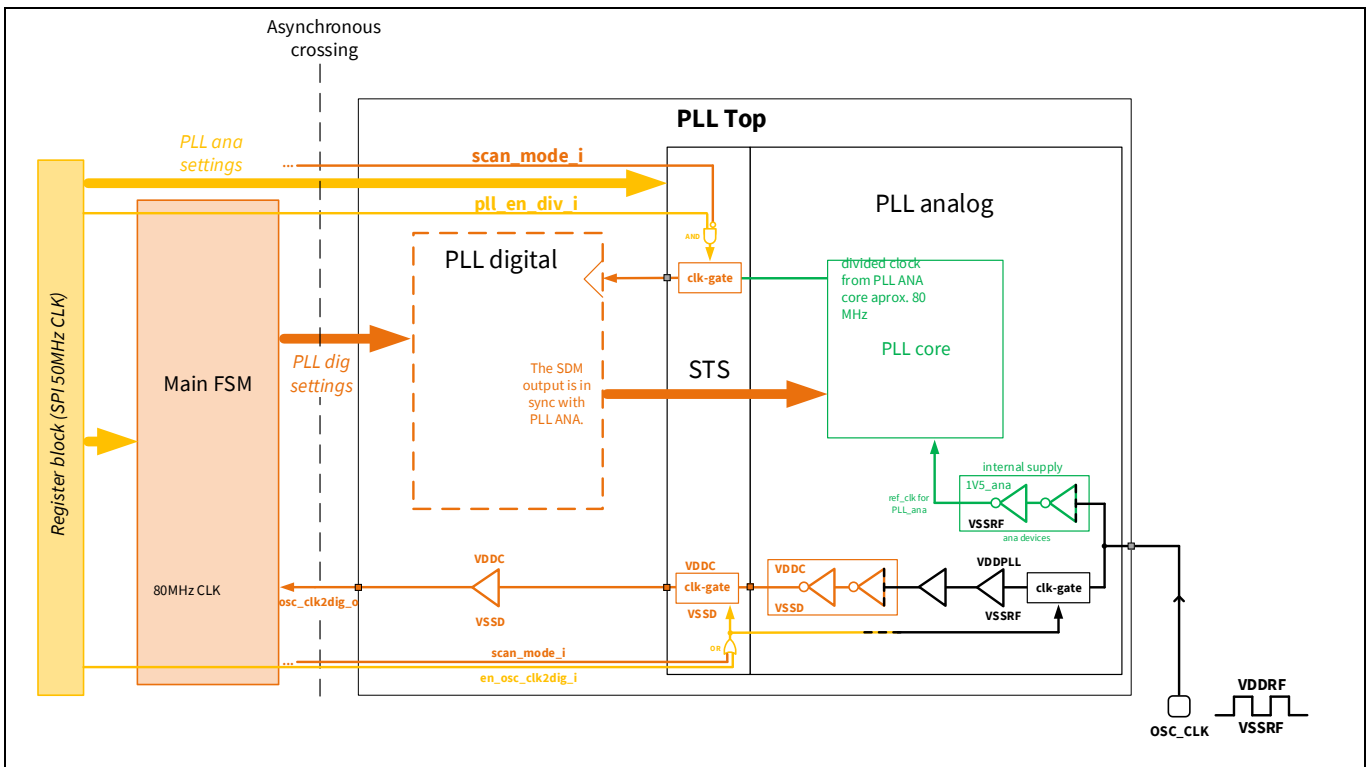 Asynchronous
crossing
PLL Top
PLL ana
settings
... scan_mode_i
pll_en_div_i
AND
PLL analog
PLL digital
clk-gate
divided clock
from PLL ANA
core aprox. 80
MHz
PLL core
Register block (SPI 50MHz CLK)
Main FSM
PLL dig
settings
The SDM
output is in
sync with
PLL ANA.
STS
internal supply
1V5_ana
ref_clk for
PLL_ana
VSSRF
ana devices
80MHz CLK
osc_clk2dig_o
VDDC
VSSD
VDDC
clk-gate
VSSD
VDDC
VSSD
VDDPLL
VSSRF
clk-gate
OR
... scan_mode_i
en_osc_clk2dig_i
OSC_CLK
VDDRF
VSSRF